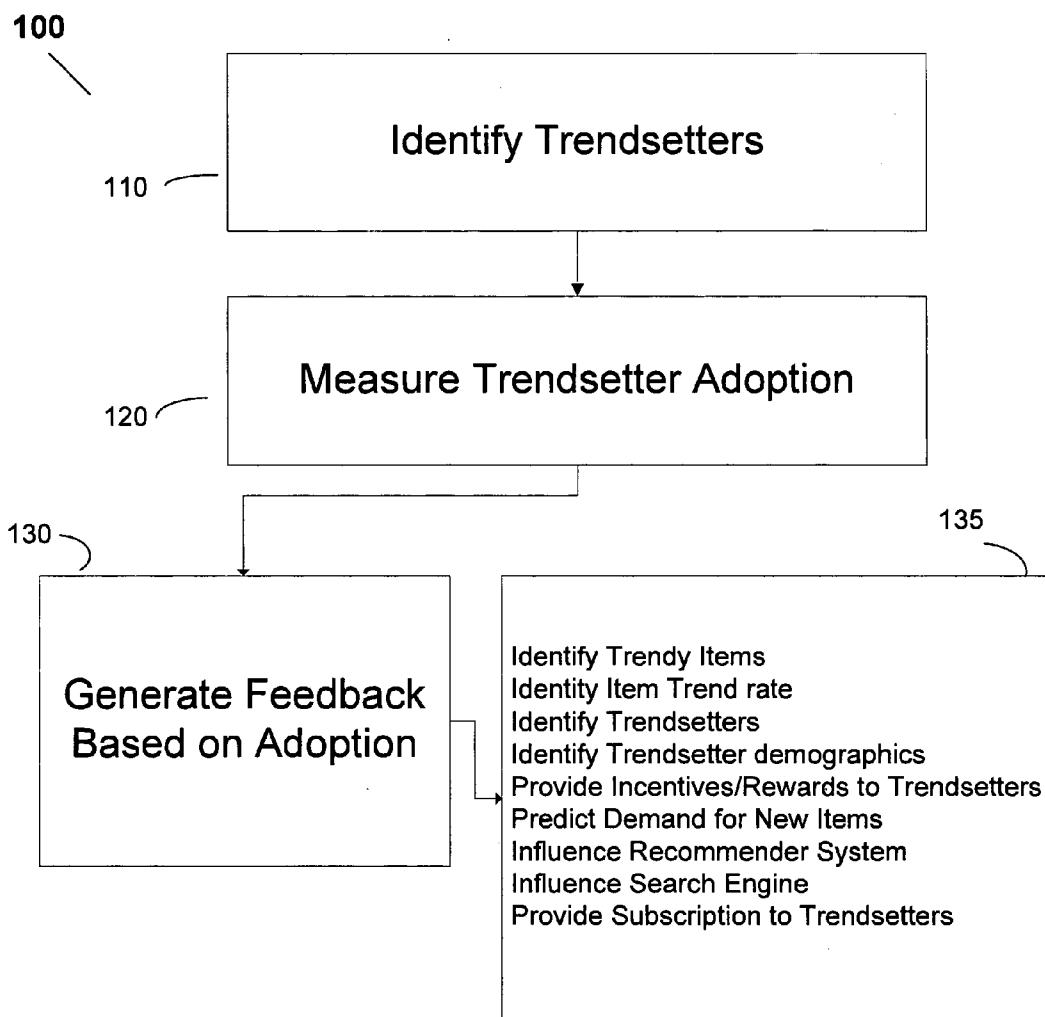 100
Identify Trendsetters
110
Measure Trendsetter Adoption
120
130
135
Generate Feedback
Based on Adoption
Identify Trendy Items
Identity Item Trend rate
Identify Trendsetters
Identify Trendsetter demographics
Provide Incentives/Rewards to Trendsetters
Predict Demand for New Items
Influence Recommender System
Influence Search Engine
Provide Subscription to Trendsetters